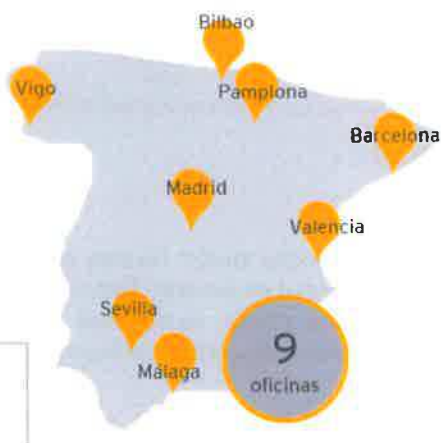 Bilbao
Vigo
Pamplona
Barcelona
Madrid
Valencia
Sevilla
Málaga
9
oficinas